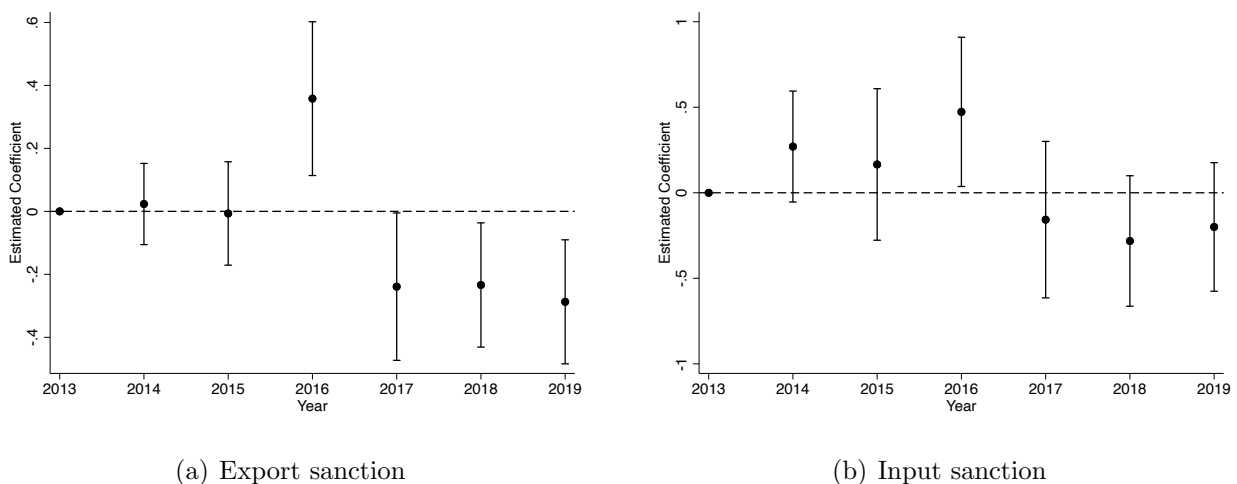 Estimated Coefficient
.6
.4
.2
0
-.2
-.4
2013 2014 2015 2016 2017 2018 2019
Year
(a) Export sanction
Estimated Coefficient
1
.5
0
-.5
-1
2013 2014 2015 2016 2017 2018 2019
Year
(b) Input sanction